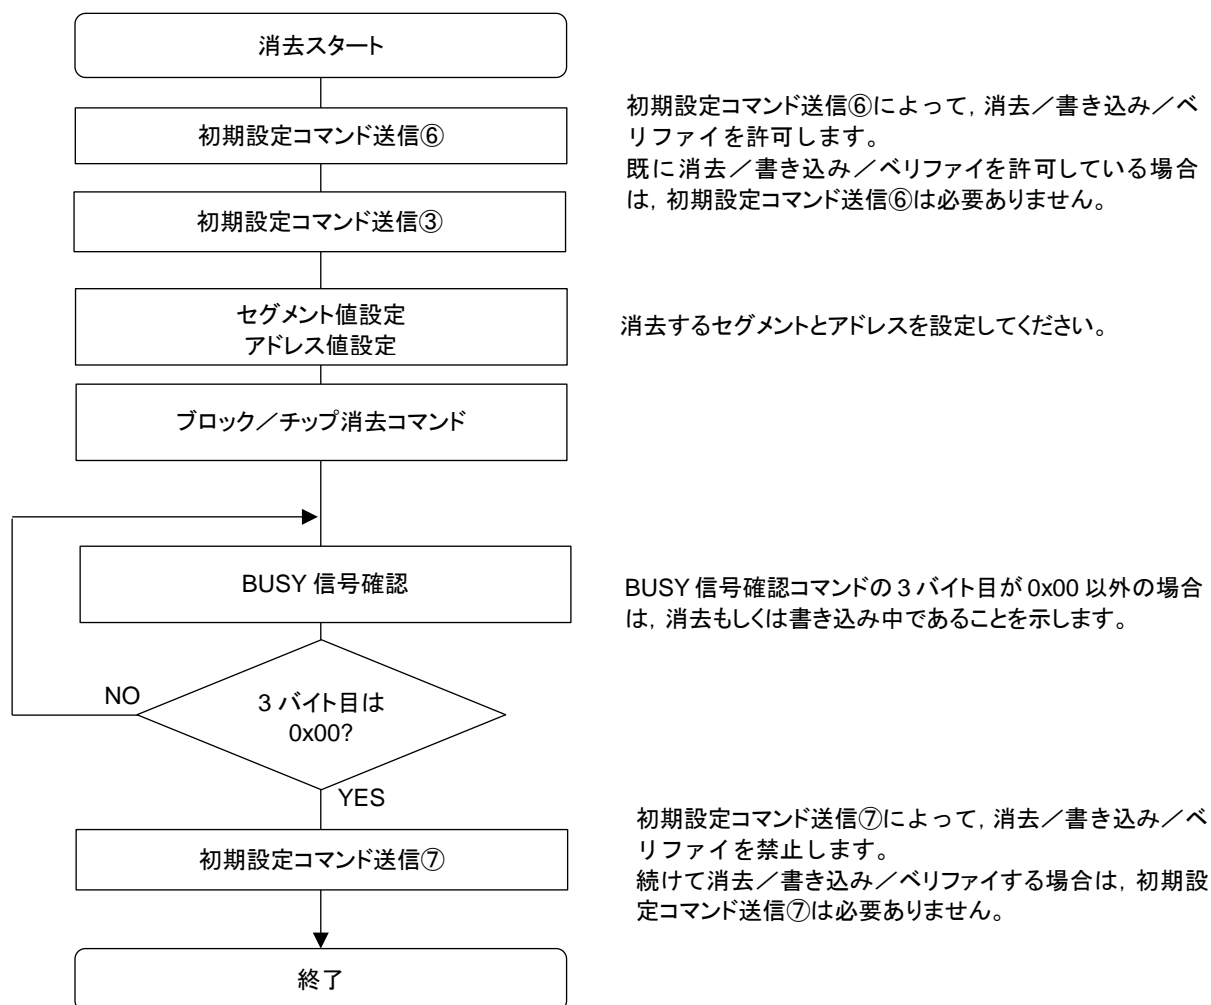 消去スタート
初期設定コマンド送信⑥
初期設定コマンド送信⑥によって，消去／書き込み／ベ
リファイを許可します。
既に消去／書き込み／ベリファイを許可している場合
は，初期設定コマンド送信⑥は必要ありません。
初期設定コマンド送信③
セグメント値設定
アドレス値設定
消去するセグメントとアドレスを設定してください。
ブロック／チップ消去コマンド
BUSY 信号確認
BUSY 信号確認コマンドの 3 バイト目が 0x00 以外の場合
は，消去もしくは書き込み中であることを示します。
NO
3 バイト目は
0x00?
YES
初期設定コマンド送信⑦
初期設定コマンド送信⑦によって，消去／書き込み／ベ
リファイを禁止します。
続けて消去／書き込み／ベリファイする場合は，初期設
定コマンド送信⑦は必要ありません。
終了